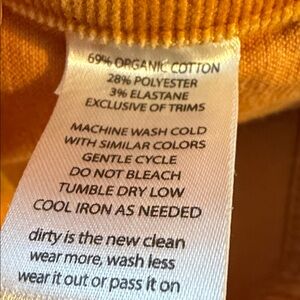 69% ORGANIC COTTON
28% POLYESTER
3% ELASTANE
EXCLUSIVE OF TRIMS
MACHINE WASH COLD
WITH SIMILAR COLORS
GENTLE CYCLE
DO NOT BLEACH
TUMBLE DRY LOW
COOL IRON AS NEEDED
dirty is the new clean
wear more, wash less
wear it out or pass it on